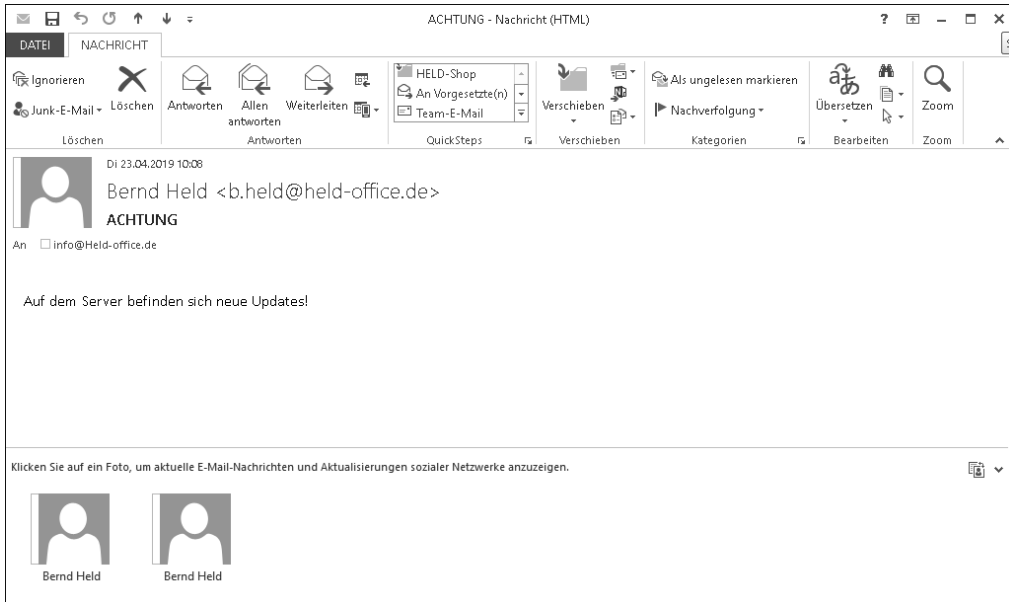 ACHTUNG - Nachricht (HTML)
DATEI NACHRICHT
Ignorieren
Junk-E-Mail
Löschen
Löschen
Antworten
Allen antworten
Weiterleiten
Antworten
HELD-Shop
An Vorgesetzte(n)
Team-E-Mail
QuickSteps
Verschieben
Verschieben
Als ungelesen markieren
Nachverfolgung
Kategorien
Übersetzen
Bearbeiten
Zoom
Zoom
Di 23.04.2019 10:08
Bernd Held <b.held@held-office.de>
ACHTUNG
An info@Held-office.de
Auf dem Server befinden sich neue Updates!
Klicken Sie auf ein Foto, um aktuelle E-Mail-Nachrichten und Aktualisierungen sozialer Netzwerke anzuzeigen.
Bernd Held Bernd Held